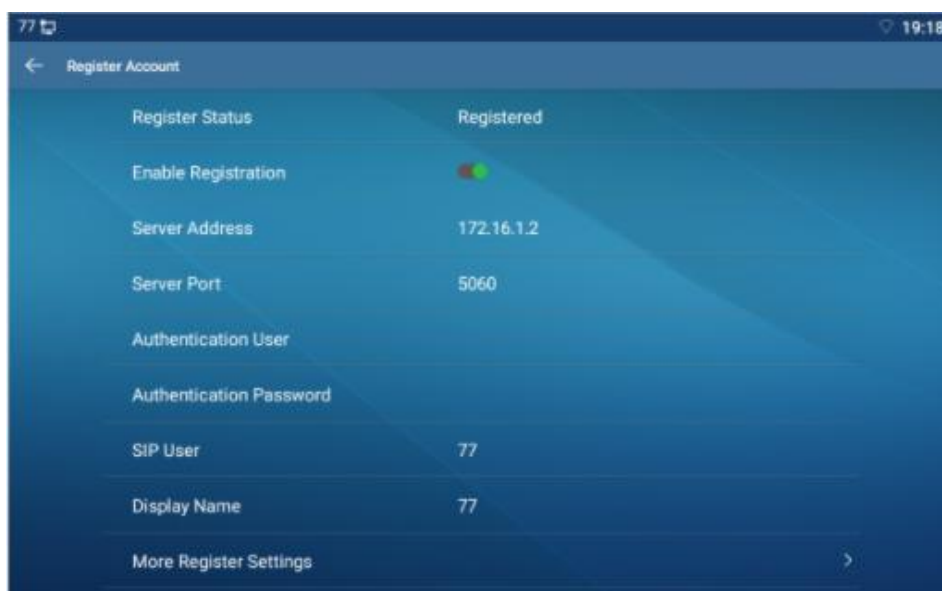 77
19:18
Register Account
Register Status Registered
Enable Registration
Server Address 172.16.1.2
Server Port 5060
Authentication User
Authentication Password
SIP User 77
Display Name 77
More Register Settings